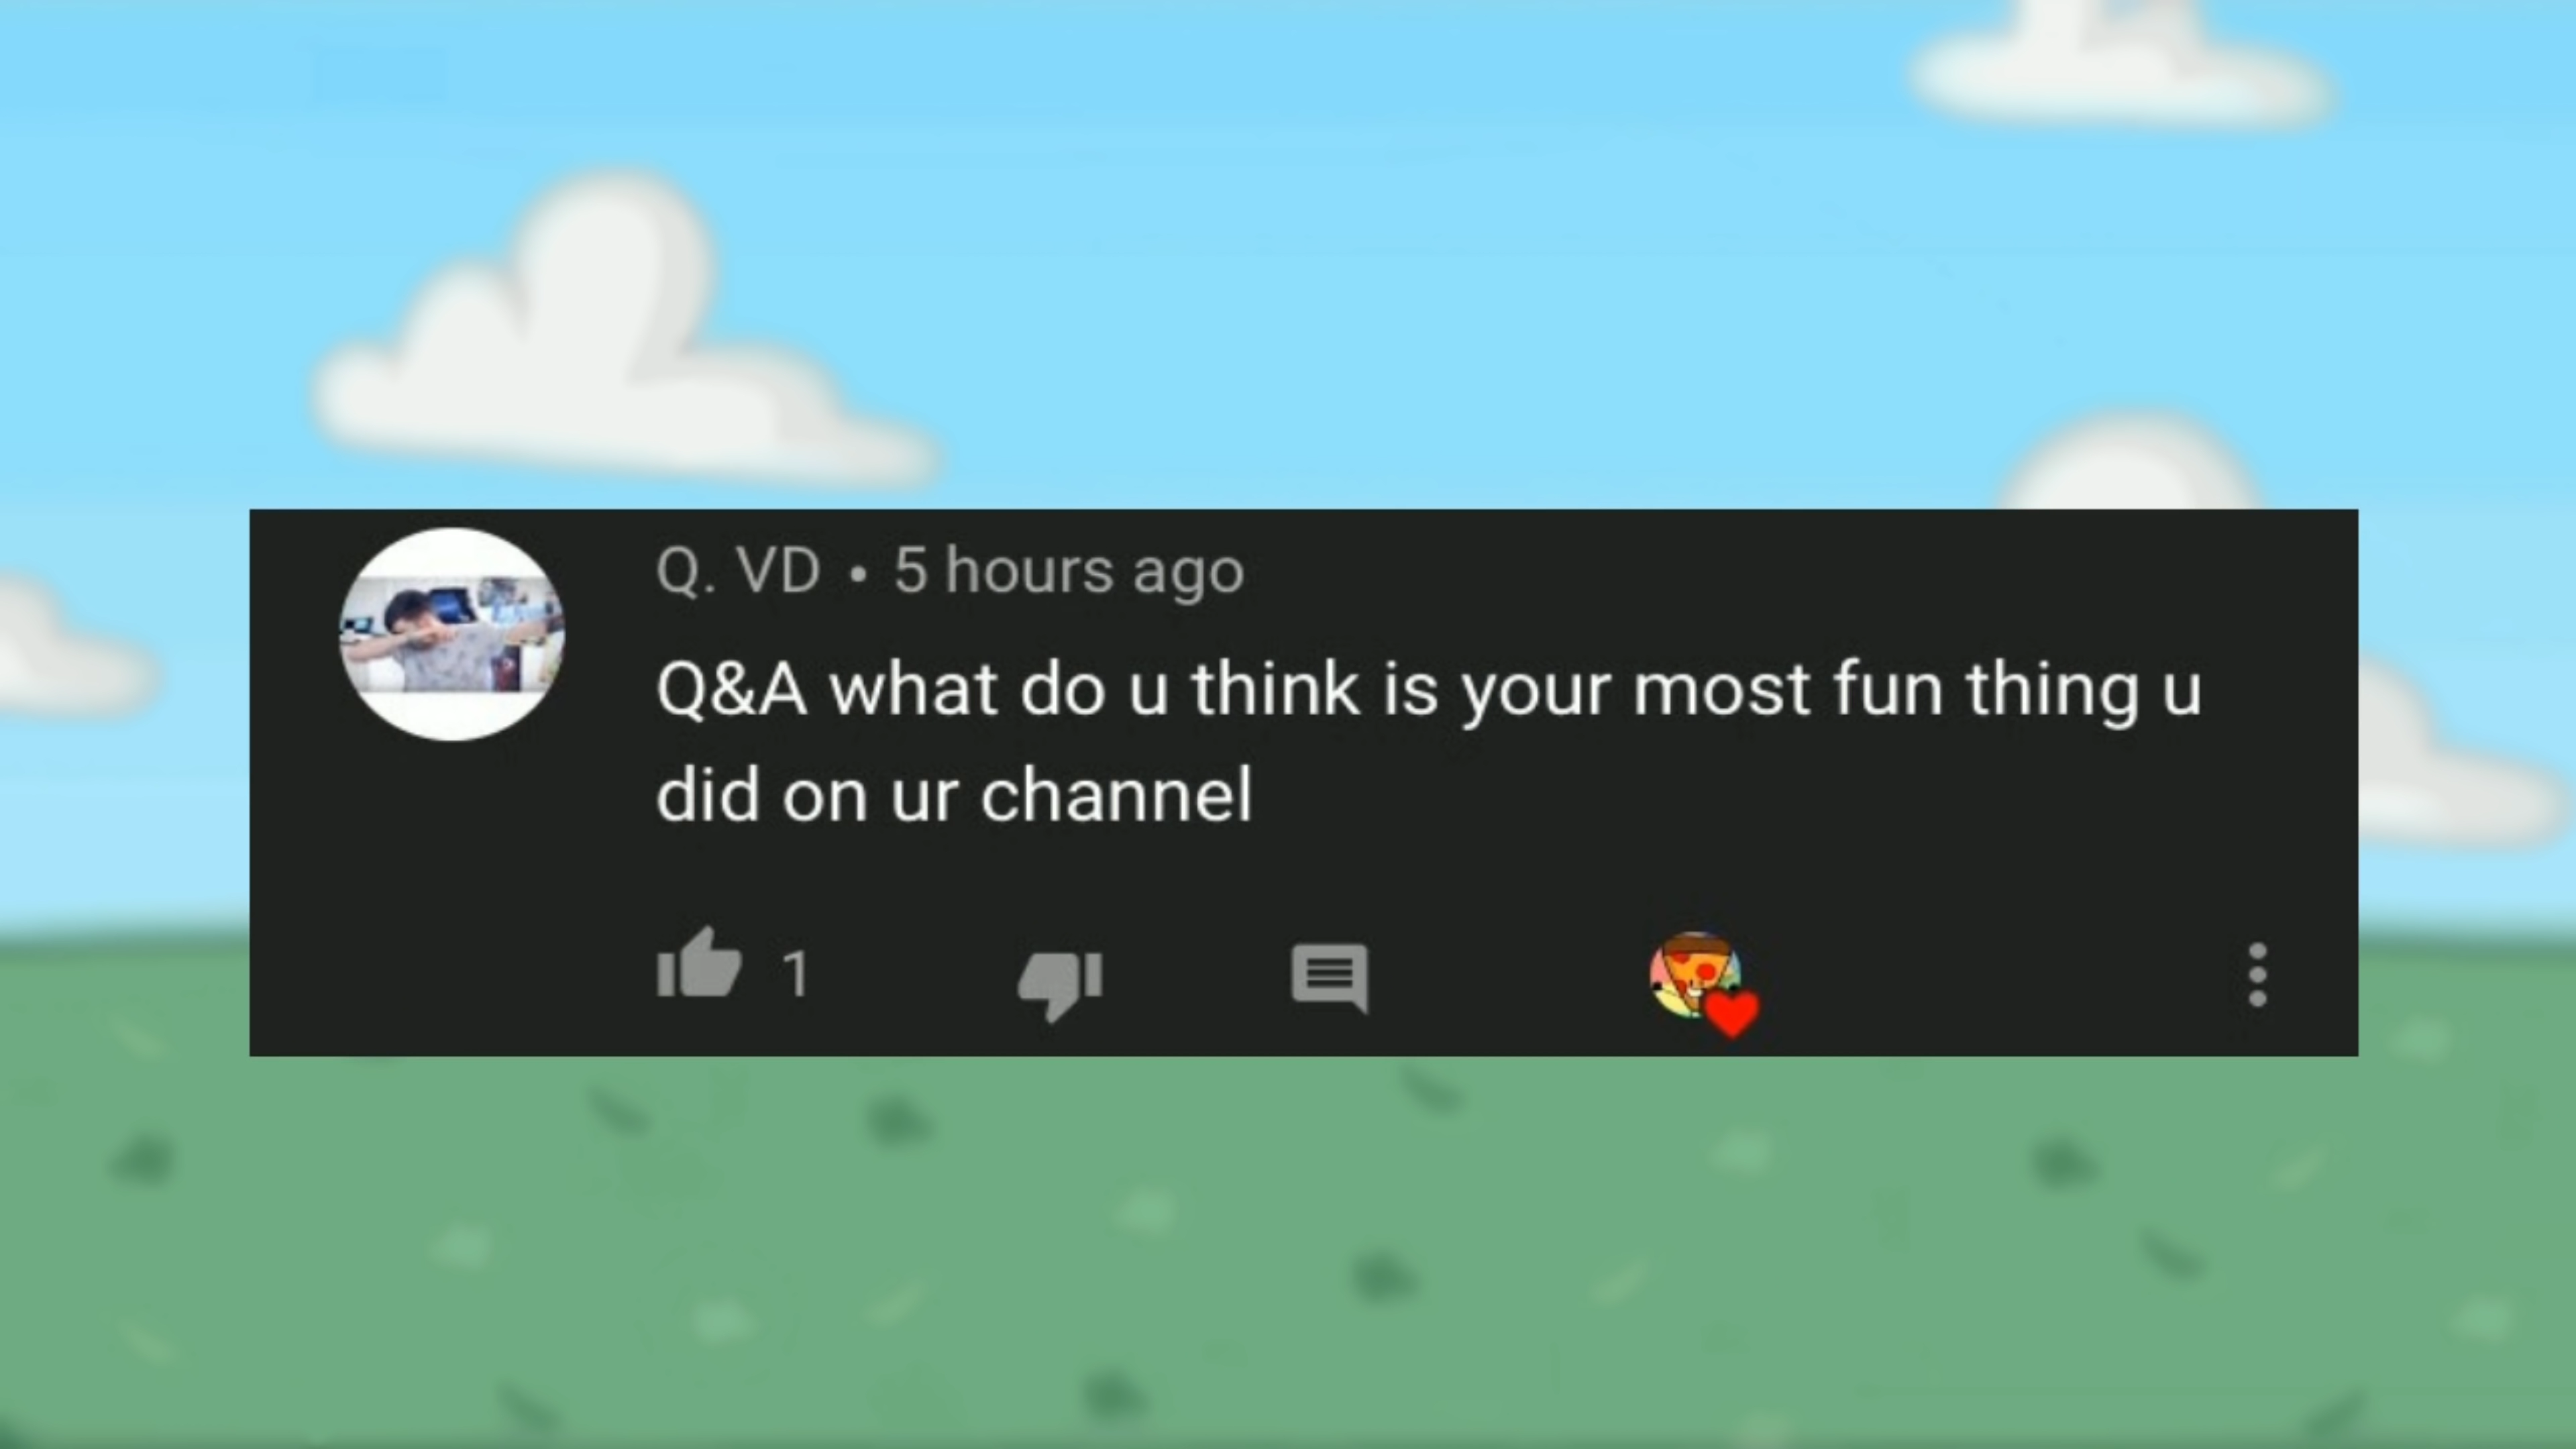 Q. VD • 5 hours ago
Q&A what do u think is your most fun thing u
did on ur channel
1